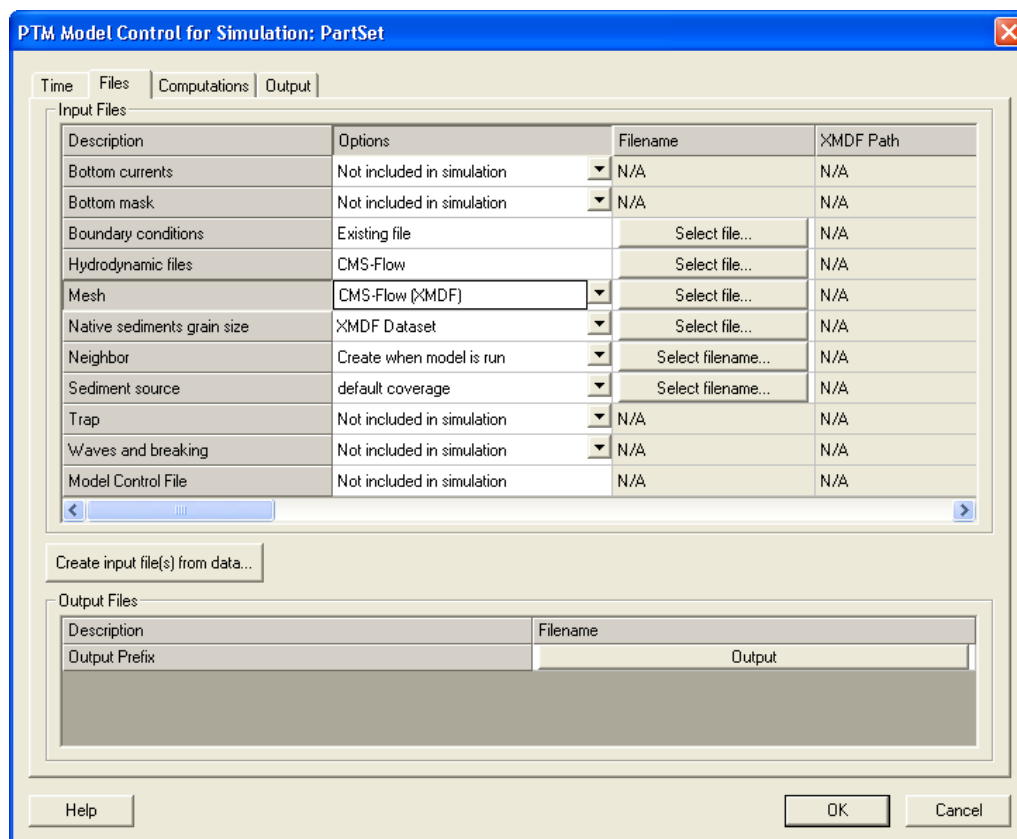 PTM Model Control for Simulation: PartSet
Time Files Computations Output
Input Files
Description Options Filename XMDF Path
Bottom currents Not included in simulation N/A N/A
Bottom mask Not included in simulation N/A N/A
Boundary conditions Existing file Select file... N/A
Hydrodynamic files CMS-Flow Select file... N/A
Mesh CMS-Flow (XMDF) Select file... N/A
Native sediments grain size XMDF Dataset Select file... N/A
Neighbor Create when model is run Select filename... N/A
Sediment source default coverage Select filename... N/A
Trap Not included in simulation N/A N/A
Waves and breaking Not included in simulation N/A N/A
Model Control File Not included in simulation N/A N/A
Create input file(s) from data...
Output Files
Description Filename
Output Prefix Output
Help OK Cancel